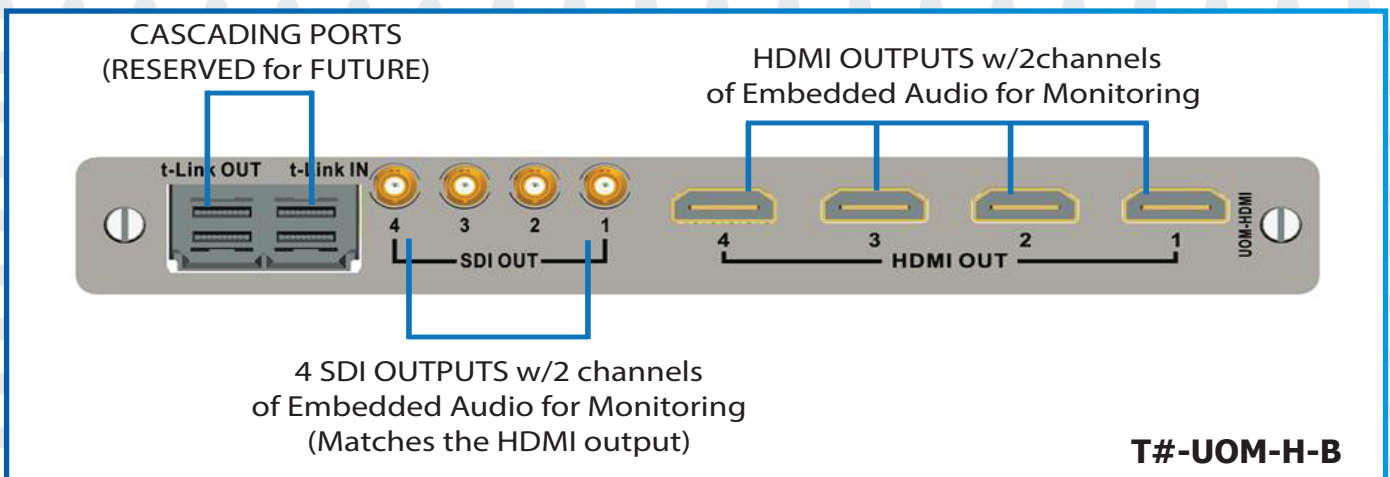 CASCADING PORTS
(RESERVED for FUTURE)
HDMI OUTPUTS w/2channels
of Embedded Audio for Monitoring
t-Link OUT t-Link IN
4 3 2 1
SDI OUT
4 3 2 1
HDMI OUT
UOM-HDMI
4 SDI OUTPUTS w/2 channels
of Embedded Audio for Monitoring
(Matches the HDMI output)
T#-UOM-H-B